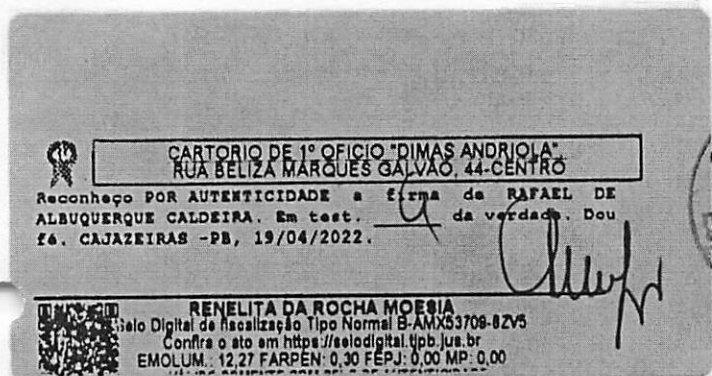 CARTORIO DE 1º OFICIO "DIMAS ANDRIOLA"
RUA BELIZA MARQUES GALVÃO, 44-CENTRO
Reconheço POR AUTENTICIDADE a firma de RAFAEL DE
ALBUQUERQUE CALDEIRA. Em test. ____ da verdade. Dou
fé. CAJAZEIRAS -PB, 19/04/2022.
RENELITA DA ROCHA MOESIA
Selo Digital de fiscalização Tipo Normal B-AMX53709-6ZV5
Confira o ato em https://selodigital.tjpb.jus.br
EMOLUM.: 12,27 FARPEN: 0,30 FEPJ: 0,00 MP: 0,00